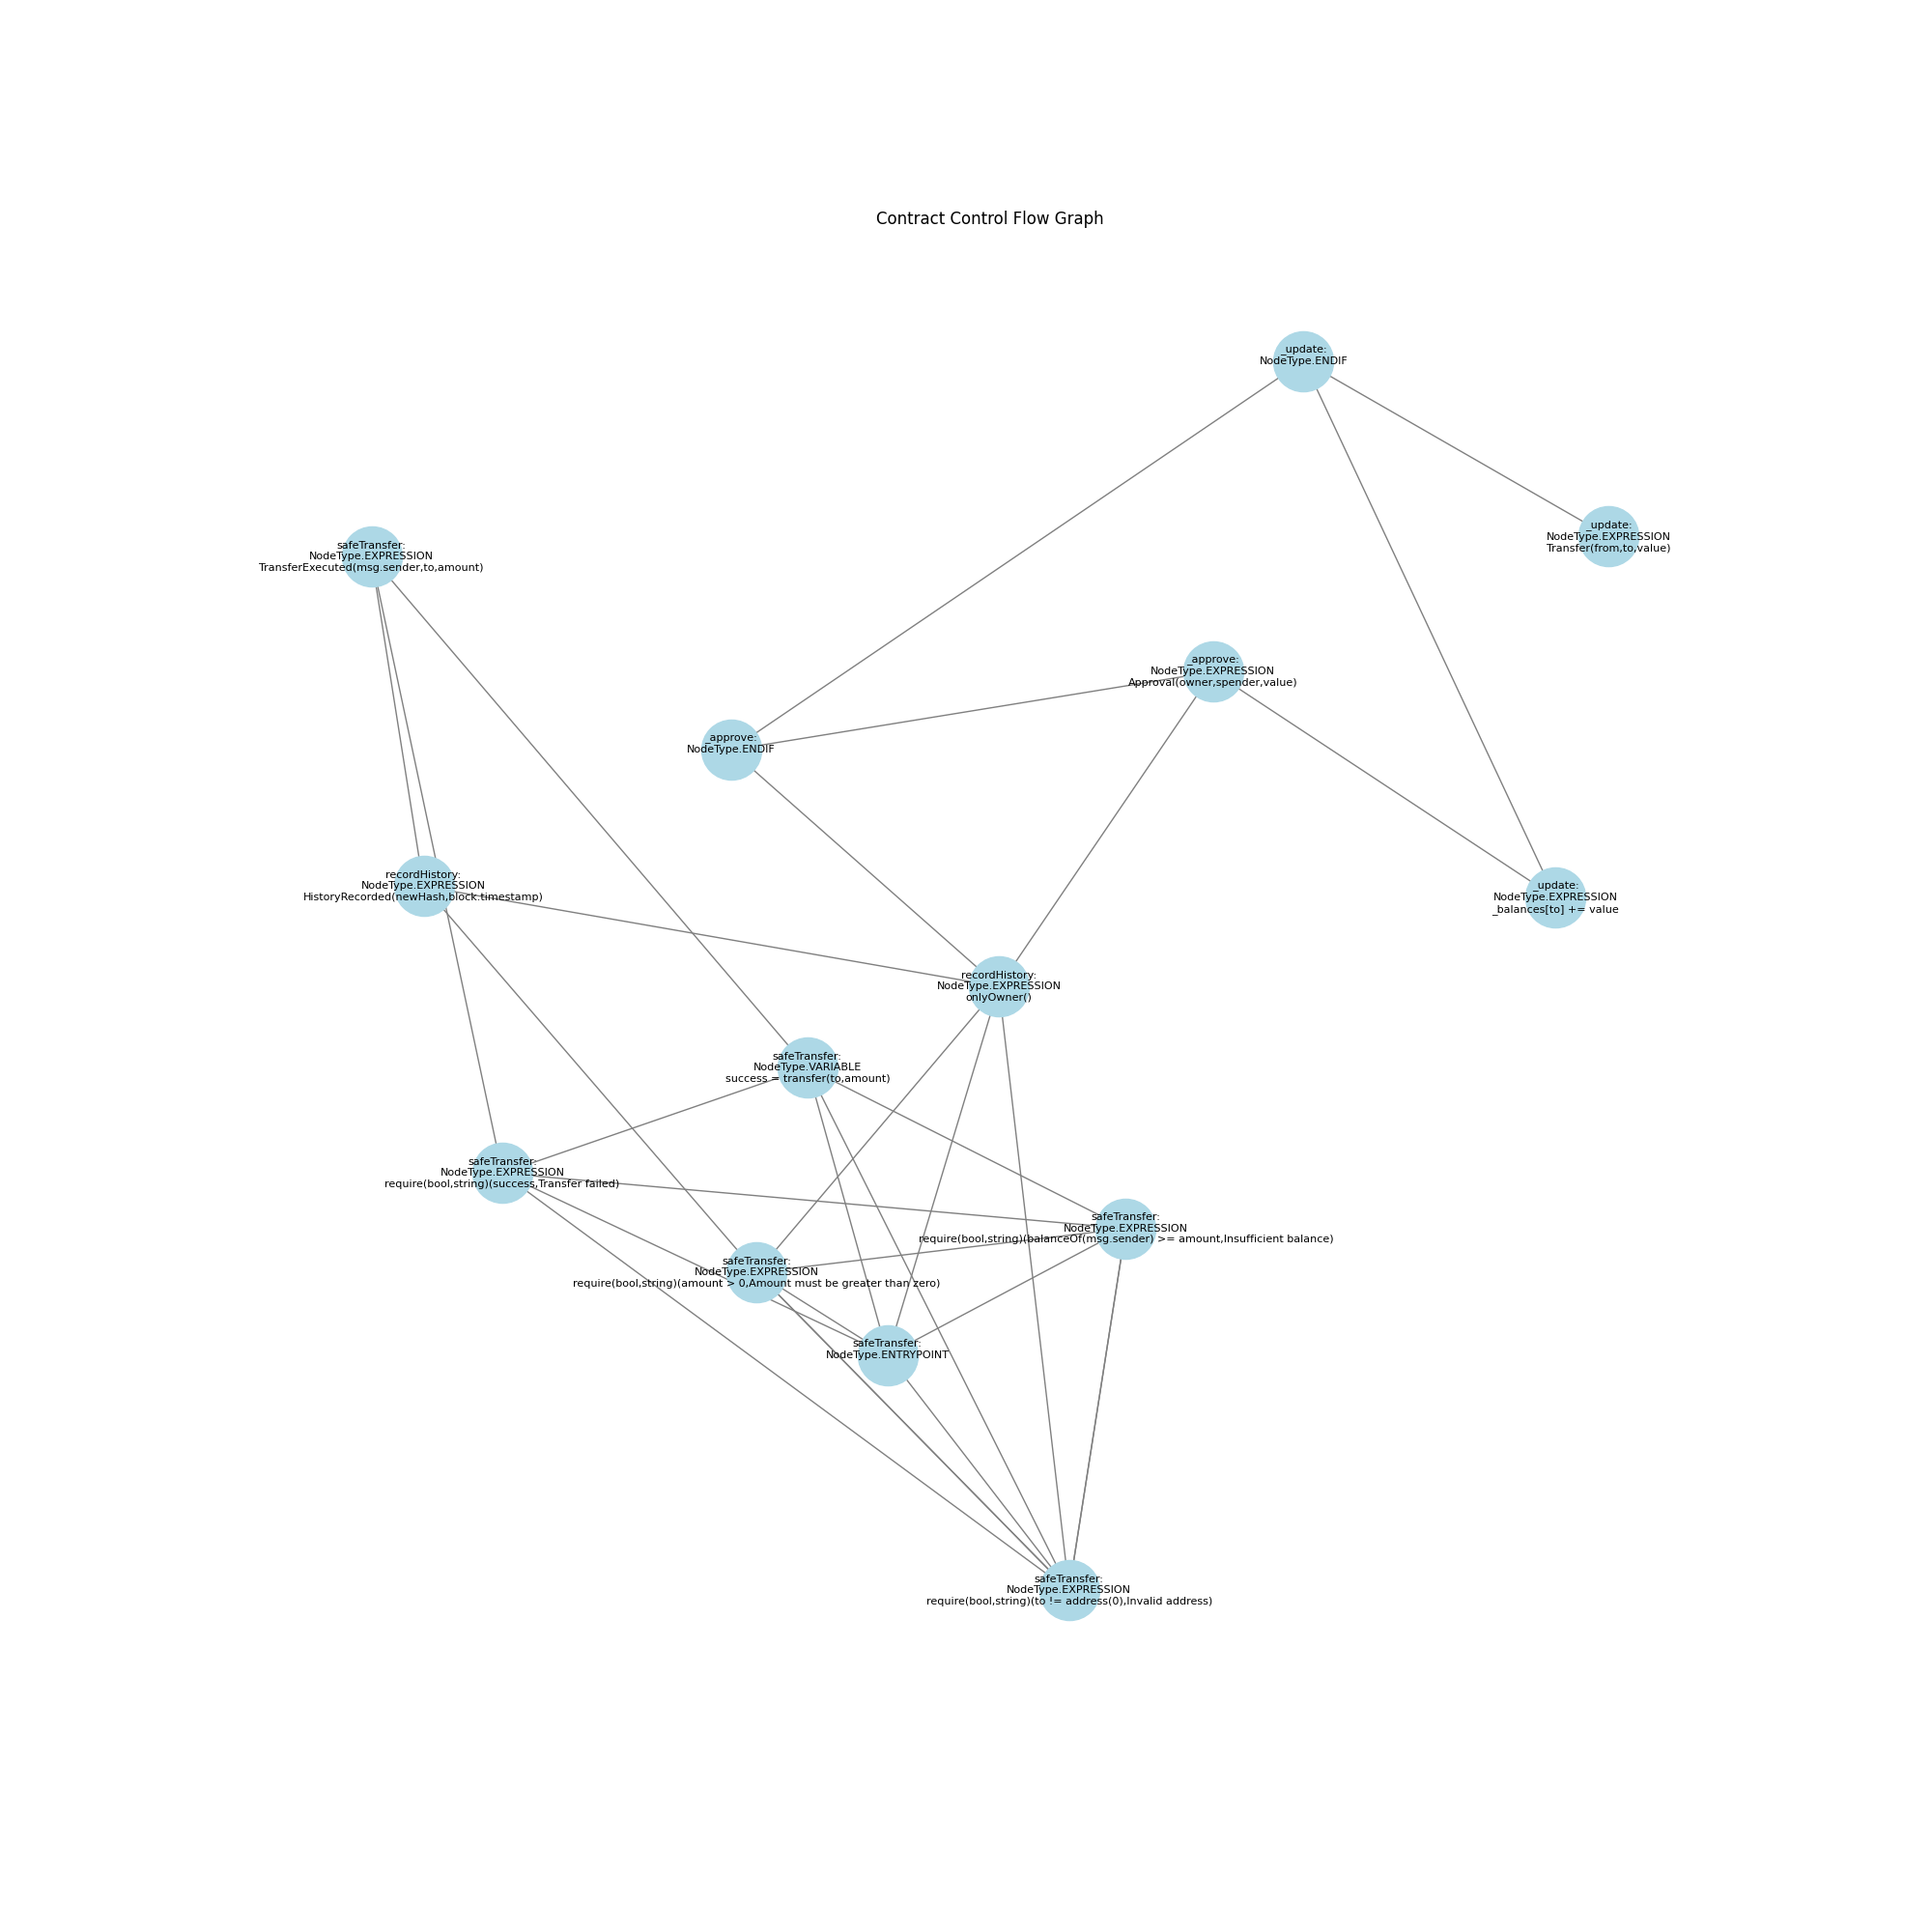 Contract Control Flow Graph
_update:
NodeType.ENDIF
_update:
NodeType.EXPRESSION
Transfer(from,to,value)
safeTransfer:
NodeType.EXPRESSION
TransferExecuted(msg.sender,to,amount)
_approve:
NodeType.EXPRESSION
Approval(owner,spender,value)
_approve:
NodeType.ENDIF
recordHistory:
NodeType.EXPRESSION
HistoryRecorded(newHash,block.timestamp)
_update:
NodeType.EXPRESSION
_balances[to] += value
recordHistory:
NodeType.EXPRESSION
onlyOwner()
safeTransfer:
NodeType.VARIABLE
success = transfer(to,amount)
safeTransfer:
NodeType.EXPRESSION
require(bool,string)(success,Transfer failed)
safeTransfer:
NodeType.EXPRESSION
require(bool,string)(balanceOf(msg.sender) >= amount,Insufficient balance)
safeTransfer:
NodeType.EXPRESSION
require(bool,string)(amount > 0,Amount must be greater than zero)
safeTransfer:
NodeType.ENTRYPOINT
safeTransfer:
NodeType.EXPRESSION
require(bool,string)(to != address(0),Invalid address)